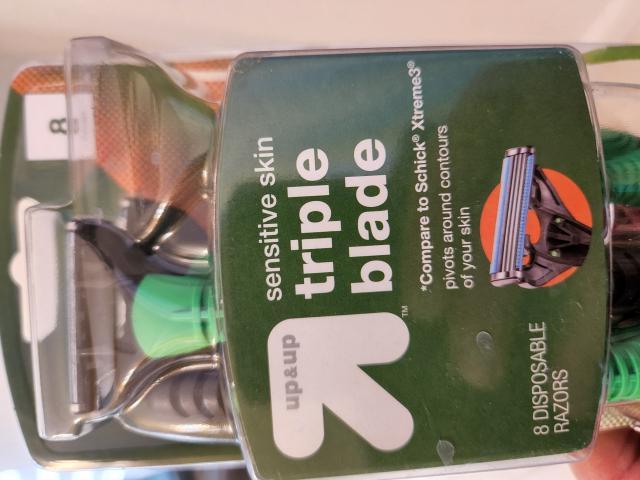 up&up
sensitive skin
triple
blade
™
*Compare to Schick® Xtreme3®
pivots around contours
of your skin
8 DISPOSABLE
RAZORS
8